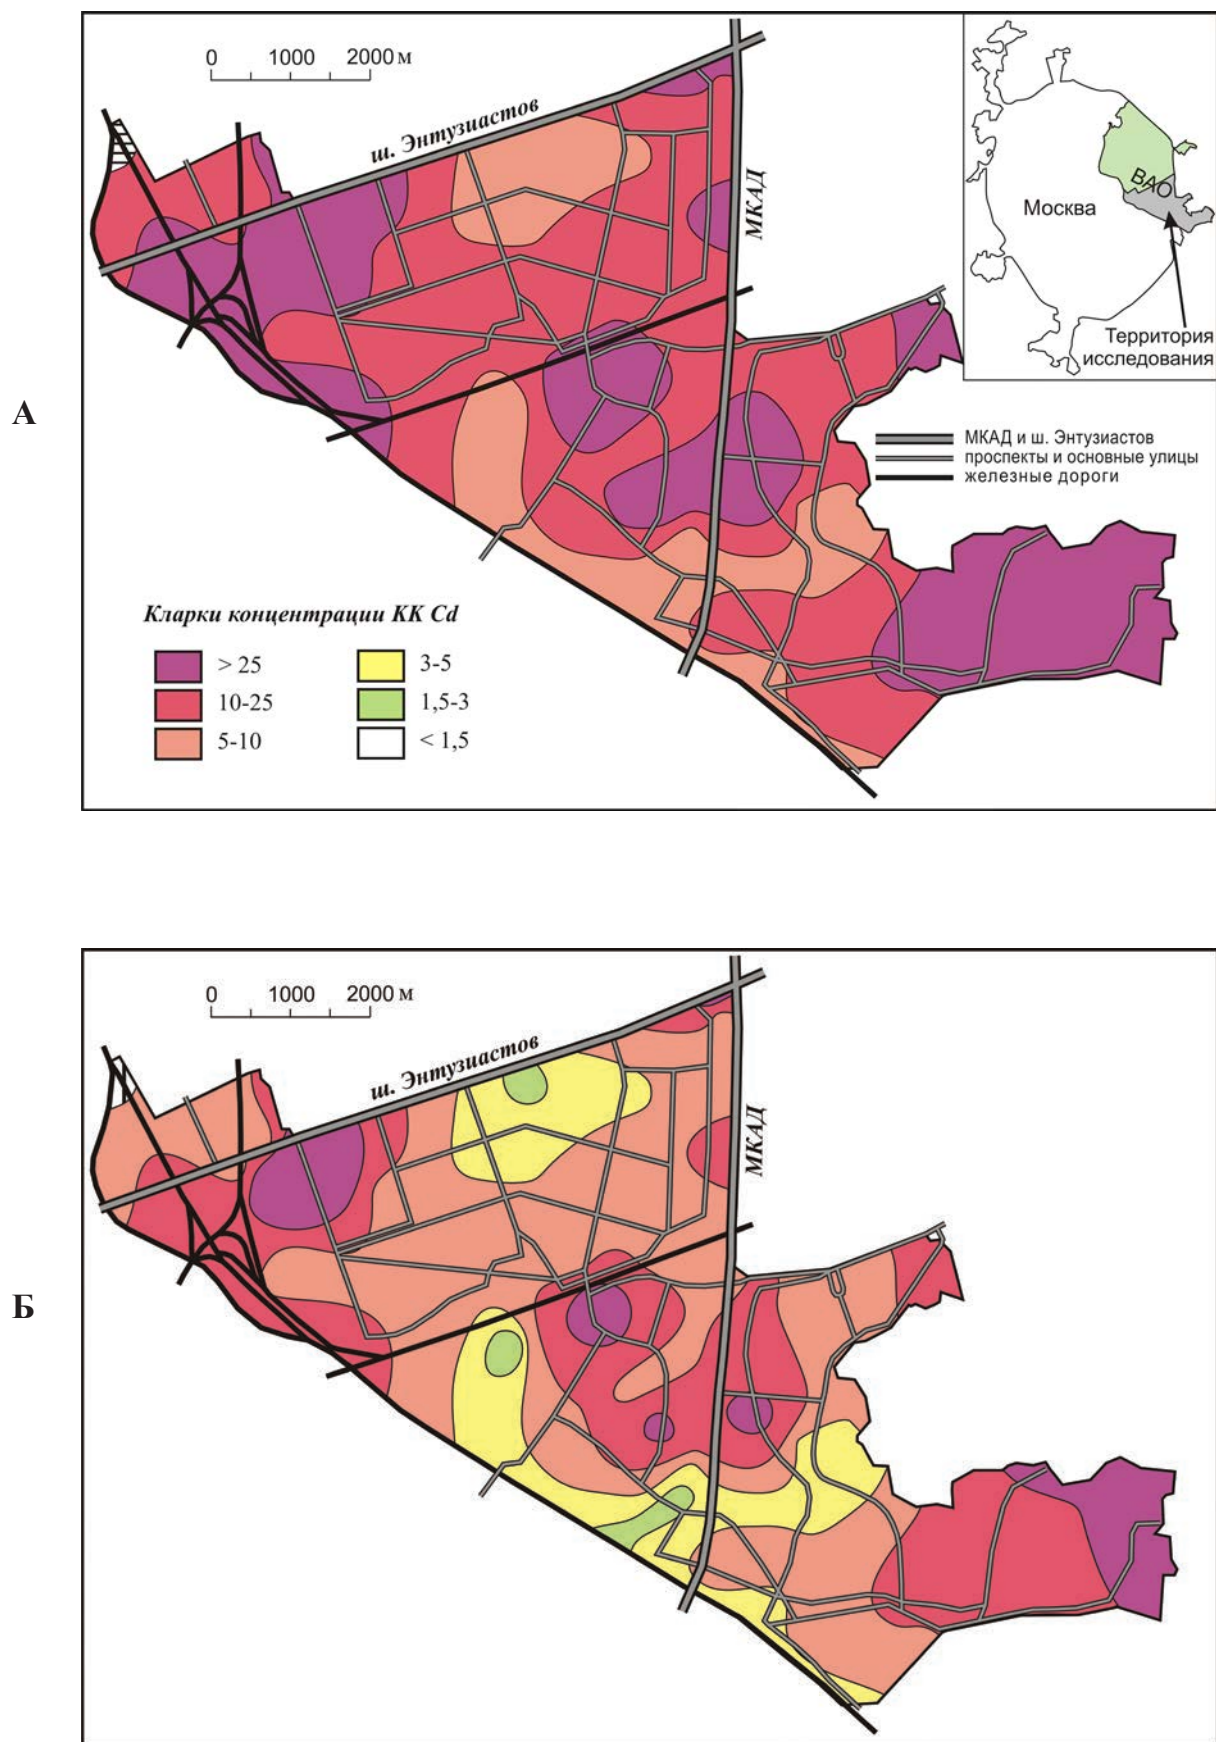 А
0 1000 2000 м
ш. Энтузиастов
МКАД
Москва
ВАО
Территория
исследования
МКАД и ш. Энтузиастов
проспекты и основные улицы
железные дороги
Кларки концентрации КК Cd
> 25
10-25
5-10
3-5
1,5-3
< 1,5
Б
0 1000 2000 м
ш. Энтузиастов
МКАД